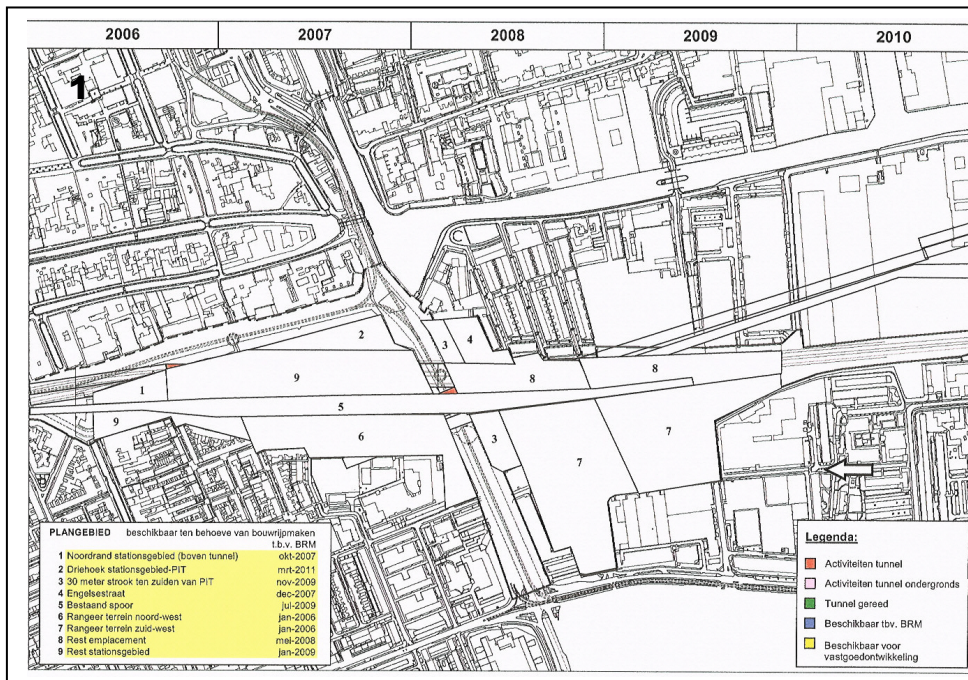 2006 2007 2008 2009 2010
1
2
3 4
9 8 8
1
5
9 6 3 7 7
PLANGEBIED beschikbaar ten behoeve van bouwrijpmaken
t.b.v. BRM
1 Noordrand stationsgebied (boven tunnel) okt-2007
2 Driehoek stationsgebied-PIT mrt-2011
3 30 meter strook ten zuiden van PIT nov-2009
4 Engelsestraat dec-2007
5 Bestaand spoor jul-2009
6 Rangeer terrein noord-west jan-2006
7 Rangeer terrein zuid-west jan-2006
8 Rest emplacement mei-2008
9 Rest stationsgebied jan-2009
Legenda:
Activiteiten tunnel
Activiteiten tunnel ondergronds
Tunnel gereed
Beschikbaar tbv. BRM
Beschikbaar voor
vastgoedontwikkeling